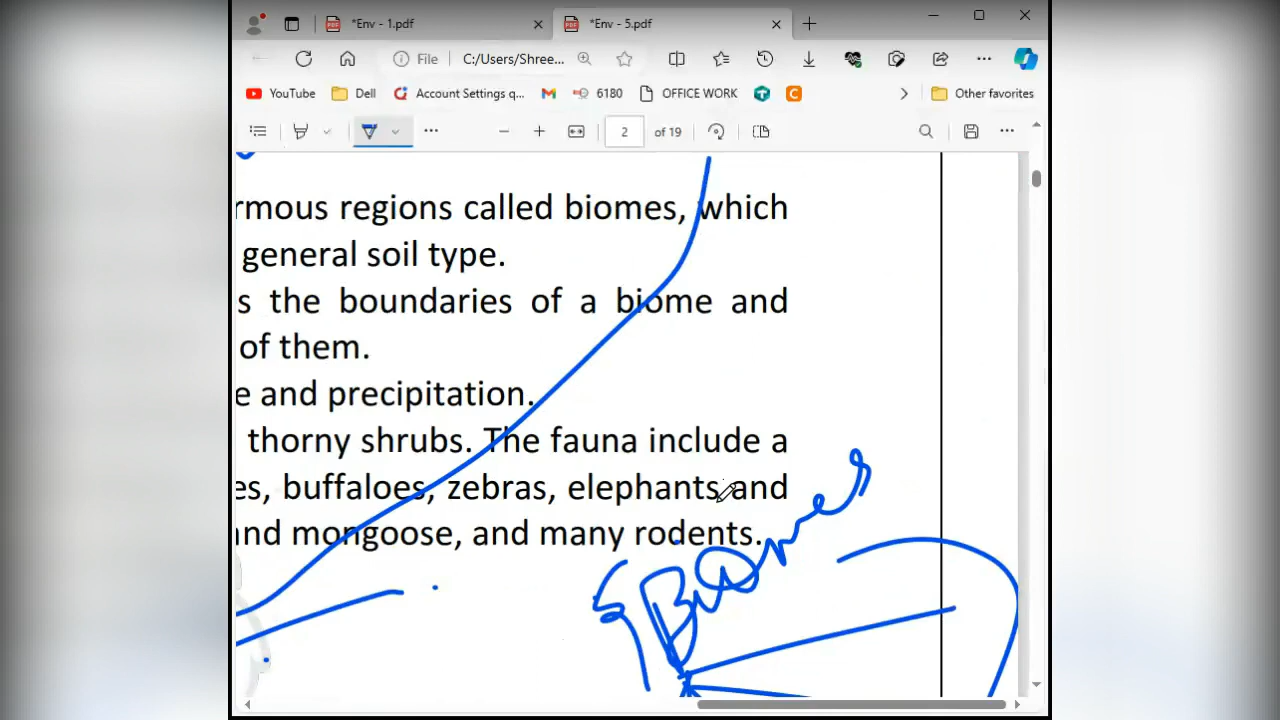 *Env - 1.pdf
*Env - 5.pdf
File C:/Users/Shree...
YouTube Dell Account Settings q... 6180 OFFICE WORK Other favorites
2 of 19
rmous regions called biomes, which
general soil type.
s the boundaries of a biome and
of them.
e and precipitation.
thorny shrubs. The fauna include a
es, buffaloes, zebras, elephants and
and mongoose, and many rodents.
Biomes